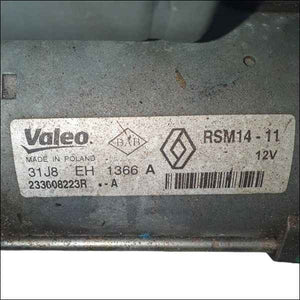 Valeo B.A.R RSM14 - 11
MADE IN POLAND 12V
31J8 EH 1366 A
233008223R -- A